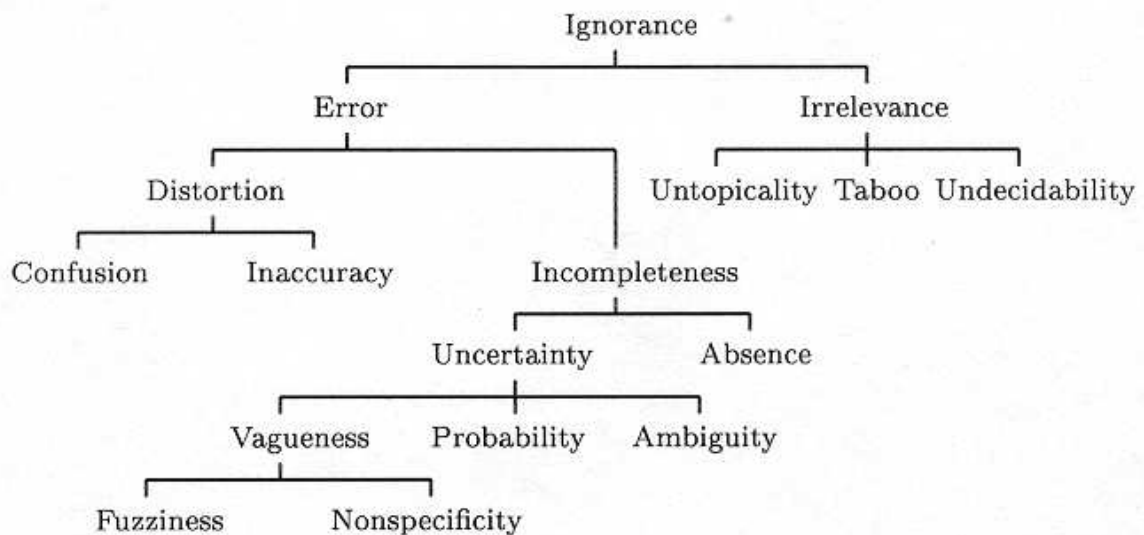 Ignorance
Error Irrelevance
Distortion Untopicality Taboo Undecidability
Confusion Inaccuracy Incompleteness
Uncertainty Absence
Vagueness Probability Ambiguity
Fuzziness Nonspecificity